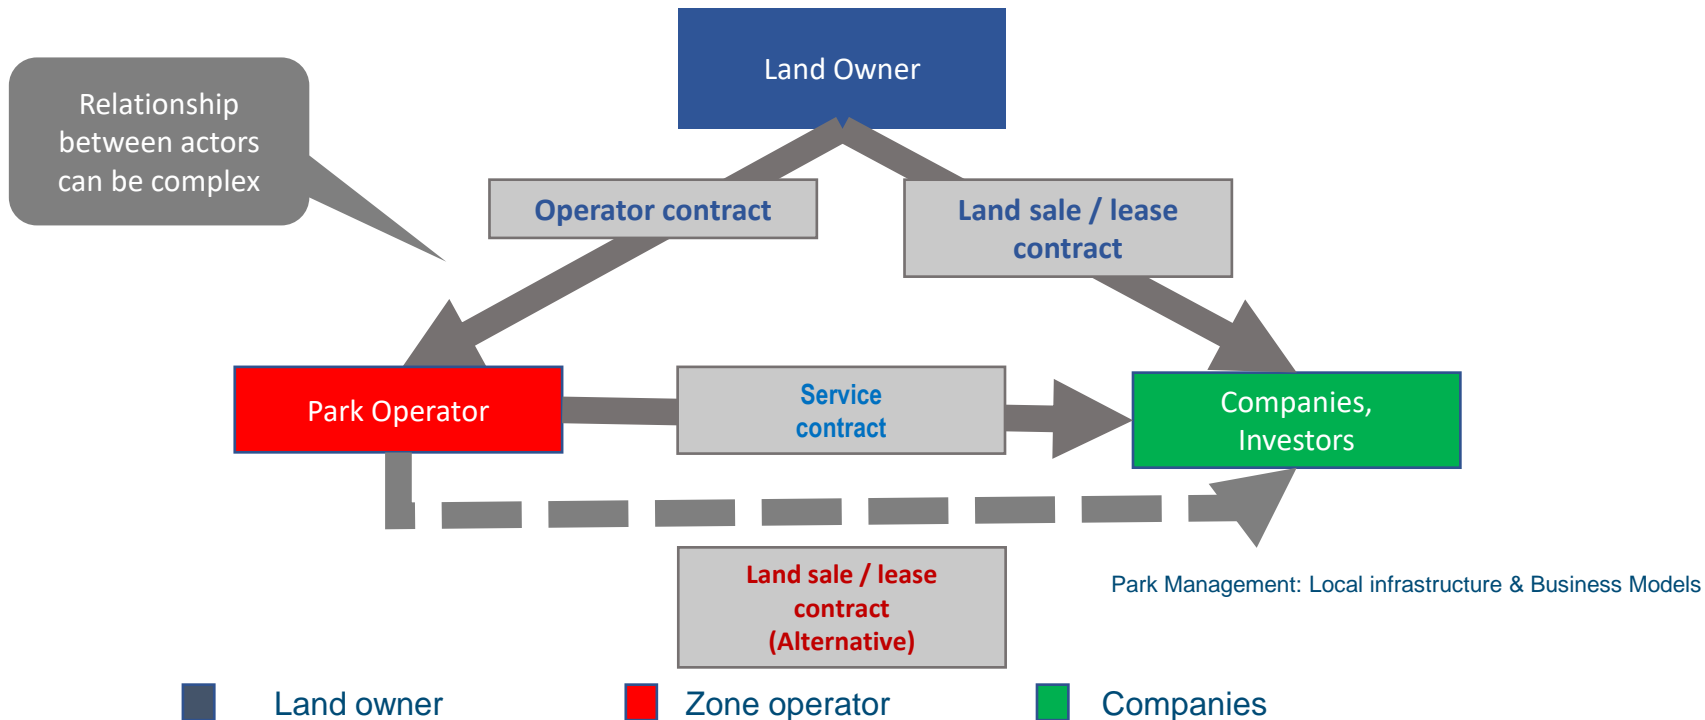 Land Owner
Relationship
between actors
can be complex
Operator contract
Land sale / lease
contract
Park Operator
Service
contract
Companies,
Investors
Land sale / lease
contract
(Alternative)
Park Management: Local infrastructure & Business Models
Land owner
Zone operator
Companies